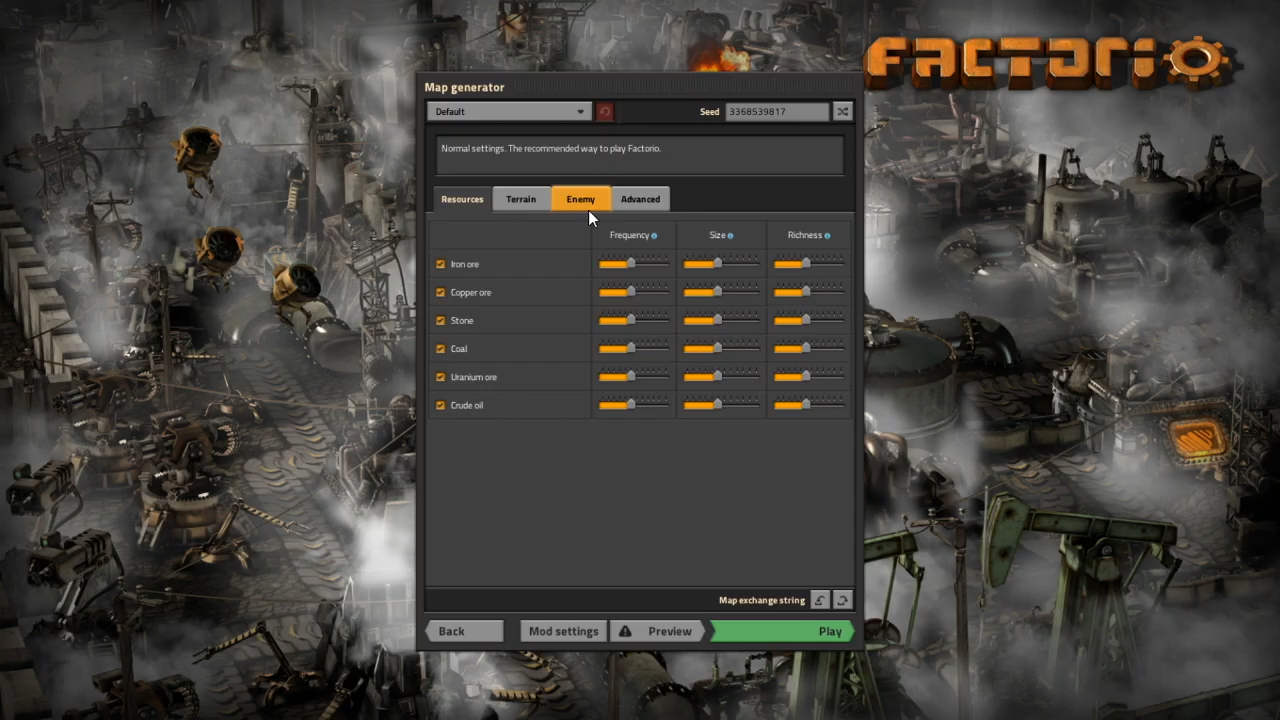 FACTORIO
Map generator
Default
Seed
3368539817
Normal settings. The recommended way to play Factorio.
Resources
Terrain
Enemy
Advanced
Frequency
Size
Richness
Iron ore
Copper ore
Stone
Coal
Uranium ore
Crude oil
Map exchange string
Back
Mod settings
Preview
Play